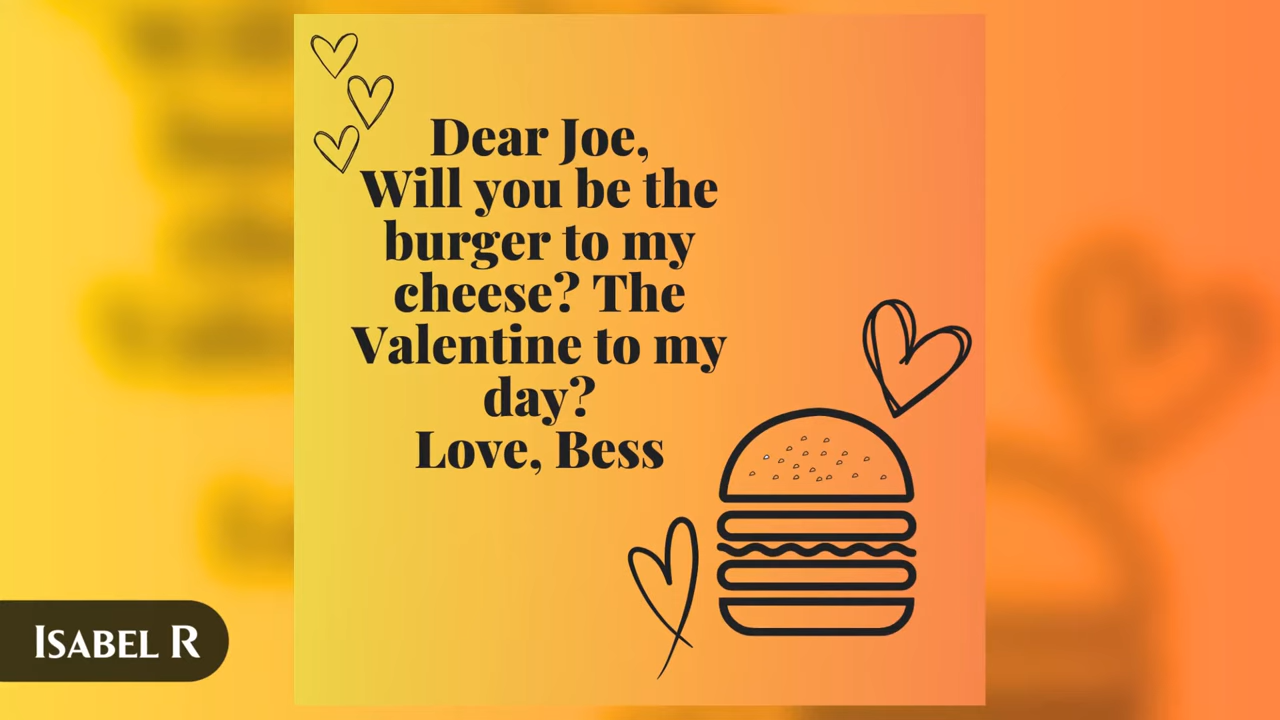 Dear Joe,
Will you be the
burger to my
cheese? The
Valentine to my
day?
Love, Bess
Isabel R